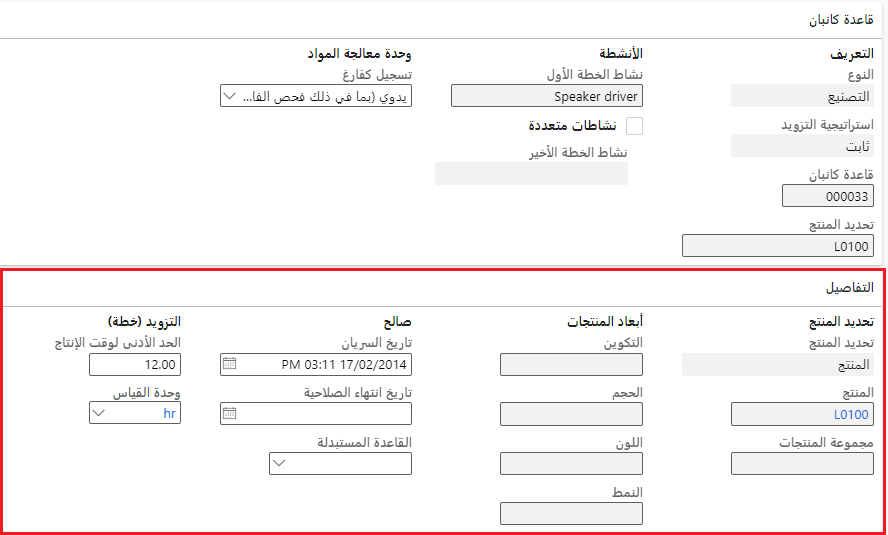 قاعدة كانبان
التعريف
النوع
التصنيع
استراتيجية التزويد
ثابت
قاعدة كانبان
000033
تحديد المنتج
L0100
الأنشطة
نشاط الخطة الأول
Speaker driver
نشاطات متعددة
نشاط الخطة الأخير
وحدة معالجة المواد
تسجيل كفارغ
يدوي (بما في ذلك فحص الفا...
التفاصيل
تحديد المنتج
تحديد المنتج
المنتج
المنتج
L0100
مجموعة المنتجات
أبعاد المنتجات
التكوين
الحجم
اللون
النمط
صالح
تاريخ السريان
17/02/2014 03:11 PM
تاريخ انتهاء الصلاحية
القاعدة المستبدلة
التزويد (خطة)
الحد الأدنى لوقت الإنتاج
12.00
وحدة القياس
hr